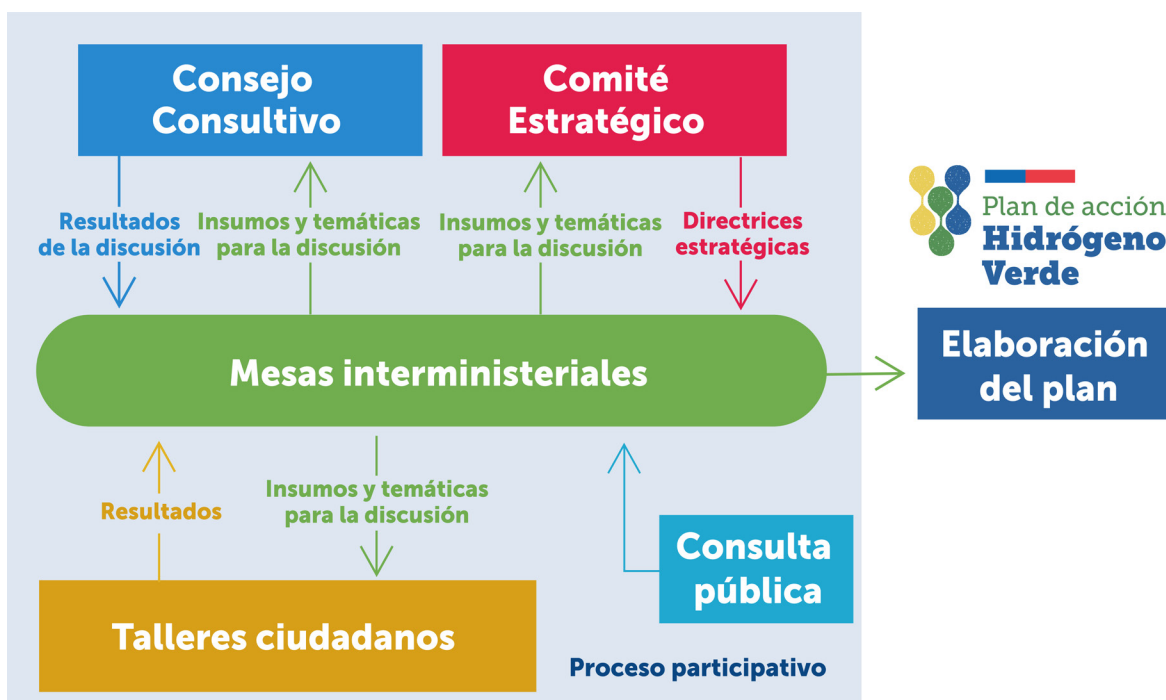 Consejo
Consultivo
Comité
Estratégico
Resultados
de la discusión
Insumos y temáticas
para la discusión
Insumos y temáticas
para la discusión
Directrices
estratégicas
Plan de acción
Hidrógeno
Verde
Mesas interministeriales
Elaboración
del plan
Resultados
Insumos y temáticas
para la discusión
Consulta
pública
Talleres ciudadanos
Proceso participativo